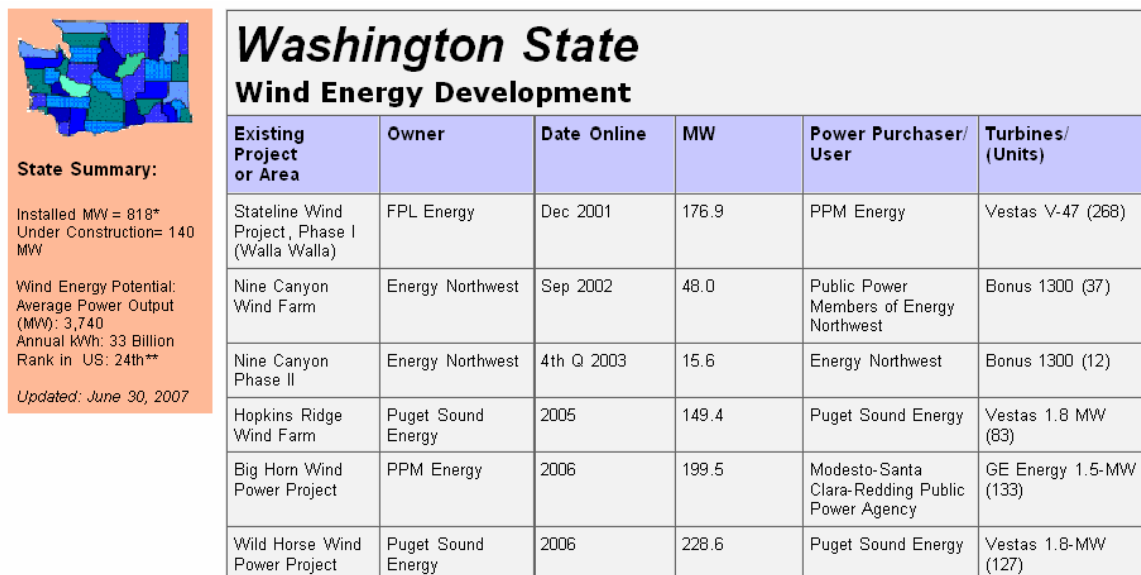 State Summary:
Installed MW = 818*
Under Construction= 140
MW
Wind Energy Potential:
Average Power Output
(MW): 3,740
Annual kWh: 33 Billion
Rank in US: 24th**
Updated: June 30, 2007
Washington State
Wind Energy Development
Existing
Project
or Area
Owner
Date Online
MW
Power Purchaser/
User
Turbines/
(Units)
Stateline Wind
Project, Phase I
(Walla Walla)
FPL Energy
Dec 2001
176.9
PPM Energy
Vestas V-47 (268)
Nine Canyon
Wind Farm
Energy Northwest
Sep 2002
48.0
Public Power
Members of Energy
Northwest
Bonus 1300 (37)
Nine Canyon
Phase II
Energy Northwest
4th Q 2003
15.6
Energy Northwest
Bonus 1300 (12)
Hopkins Ridge
Wind Farm
Puget Sound
Energy
2005
149.4
Puget Sound Energy
Vestas 1.8 MW
(83)
Big Horn Wind
Power Project
PPM Energy
2006
199.5
Modesto-Santa
Clara-Redding Public
Power Agency
GE Energy 1.5-MW
(133)
Wild Horse Wind
Power Project
Puget Sound
Energy
2006
228.6
Puget Sound Energy
Vestas 1.8-MW
(127)